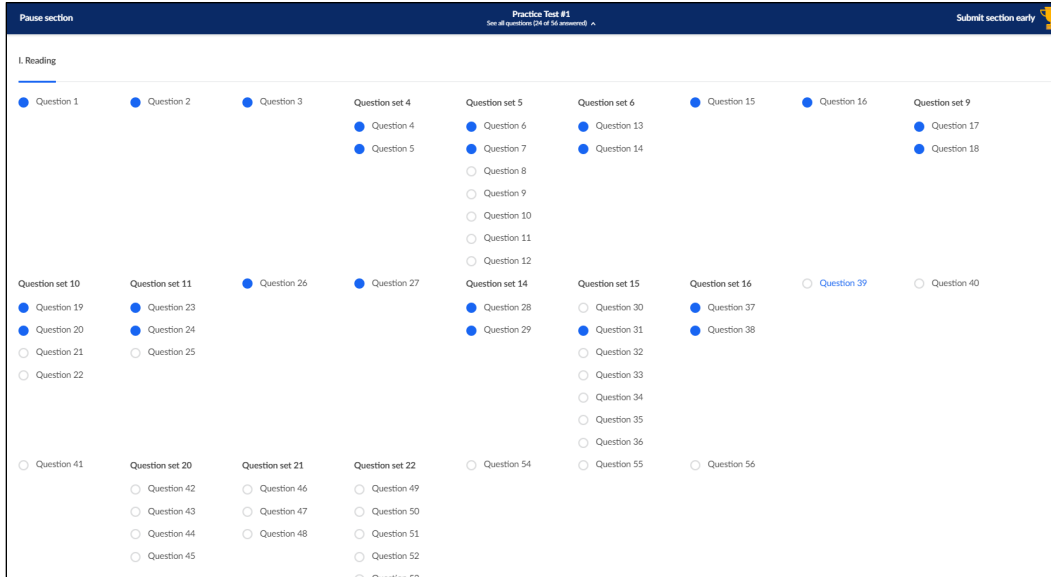 Pause section
Practice Test #1
See all questions (24 of 56 answered)
Submit section early
I. Reading
Question 1
Question 2
Question 3
Question set 4
Question 4
Question 5
Question set 5
Question 6
Question 7
Question 8
Question 9
Question 10
Question 11
Question 12
Question set 6
Question 13
Question 14
Question 15
Question 16
Question set 9
Question 17
Question 18
Question set 10
Question 19
Question 20
Question 21
Question 22
Question set 11
Question 23
Question 24
Question 25
Question 26
Question 27
Question set 14
Question 28
Question 29
Question set 15
Question 30
Question 31
Question 32
Question 33
Question 34
Question 35
Question 36
Question set 16
Question 37
Question 38
Question 39
Question 40
Question 41
Question set 20
Question 42
Question 43
Question 44
Question 45
Question set 21
Question 46
Question 47
Question 48
Question set 22
Question 49
Question 50
Question 51
Question 52
Question 54
Question 55
Question 56